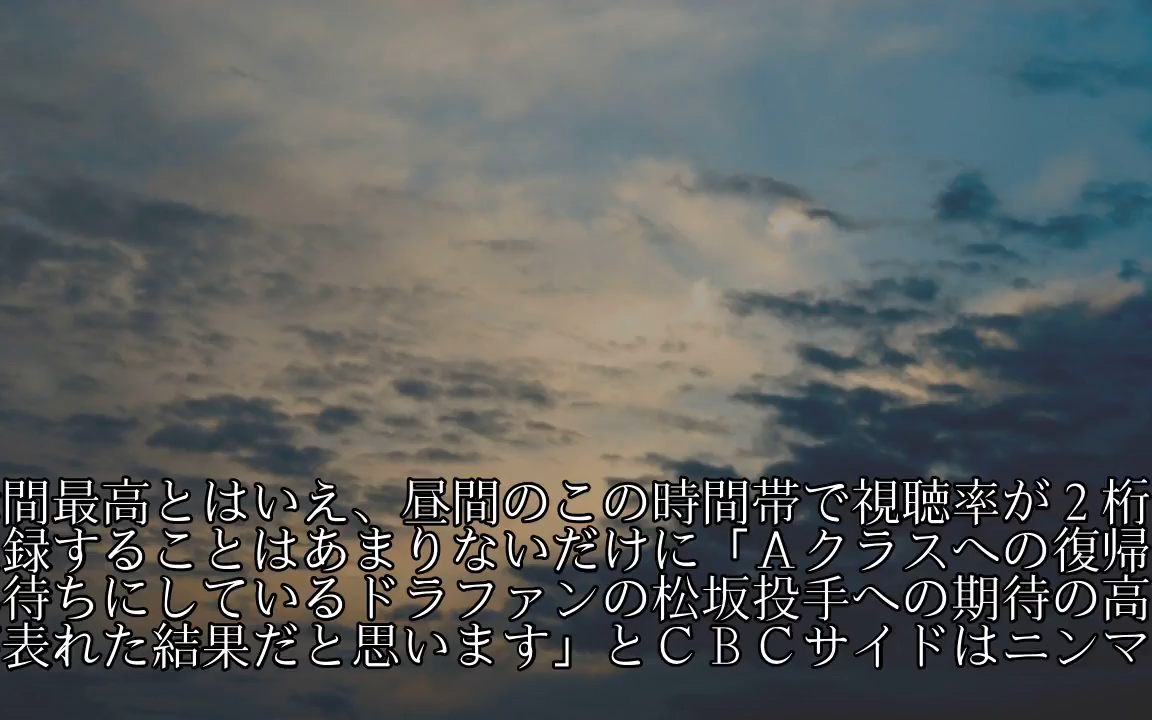 間最高とはいえ、昼間のこの時間帯で視聴率が２桁
録することはあまりないだけに「Ａクラスへの復帰
待ちにしているドラファンの松坂投手への期待の高
表れた結果だと思います」とＣＢＣサイドはニンマ